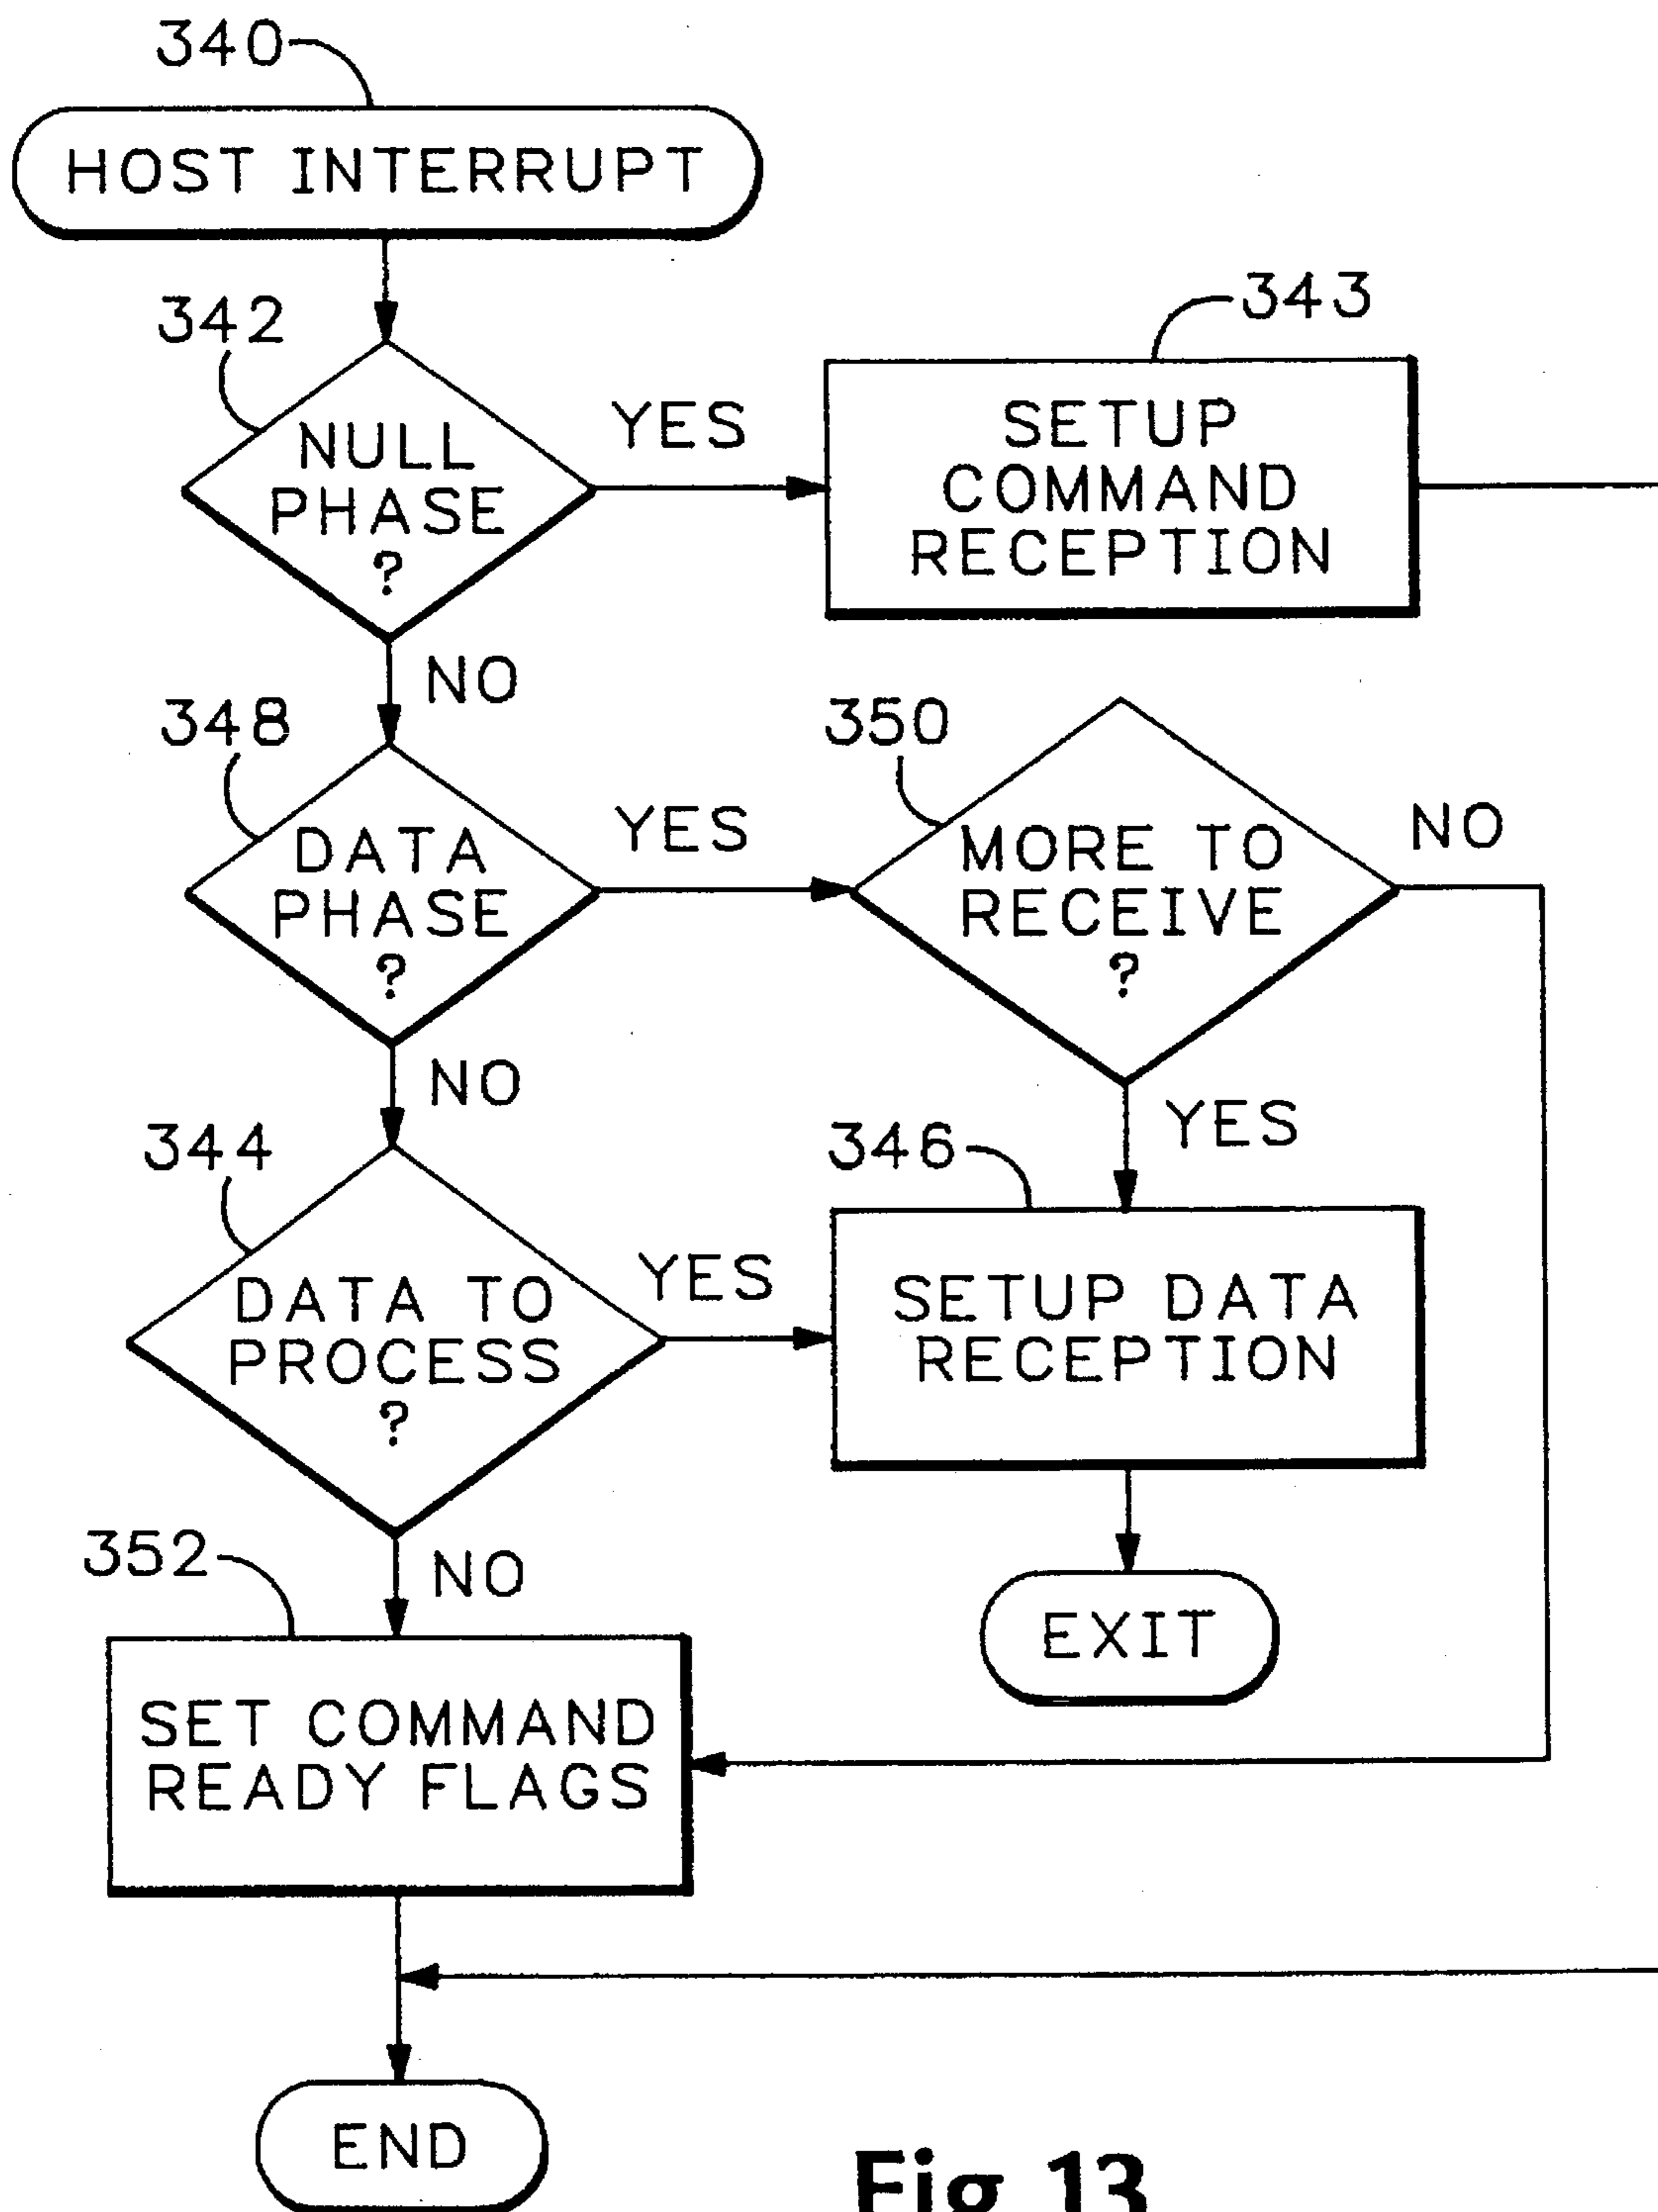 340
HOST INTERRUPT
342
343
NULL
PHASE
?
YES
SETUP
COMMAND
RECEPTION
NO
348
350
DATA
PHASE
?
YES
MORE TO
RECEIVE
?
NO
NO
YES
344
346
DATA TO
PROCESS
?
YES
SETUP DATA
RECEPTION
352
NO
EXIT
SET COMMAND
READY FLAGS
END
Fig 13